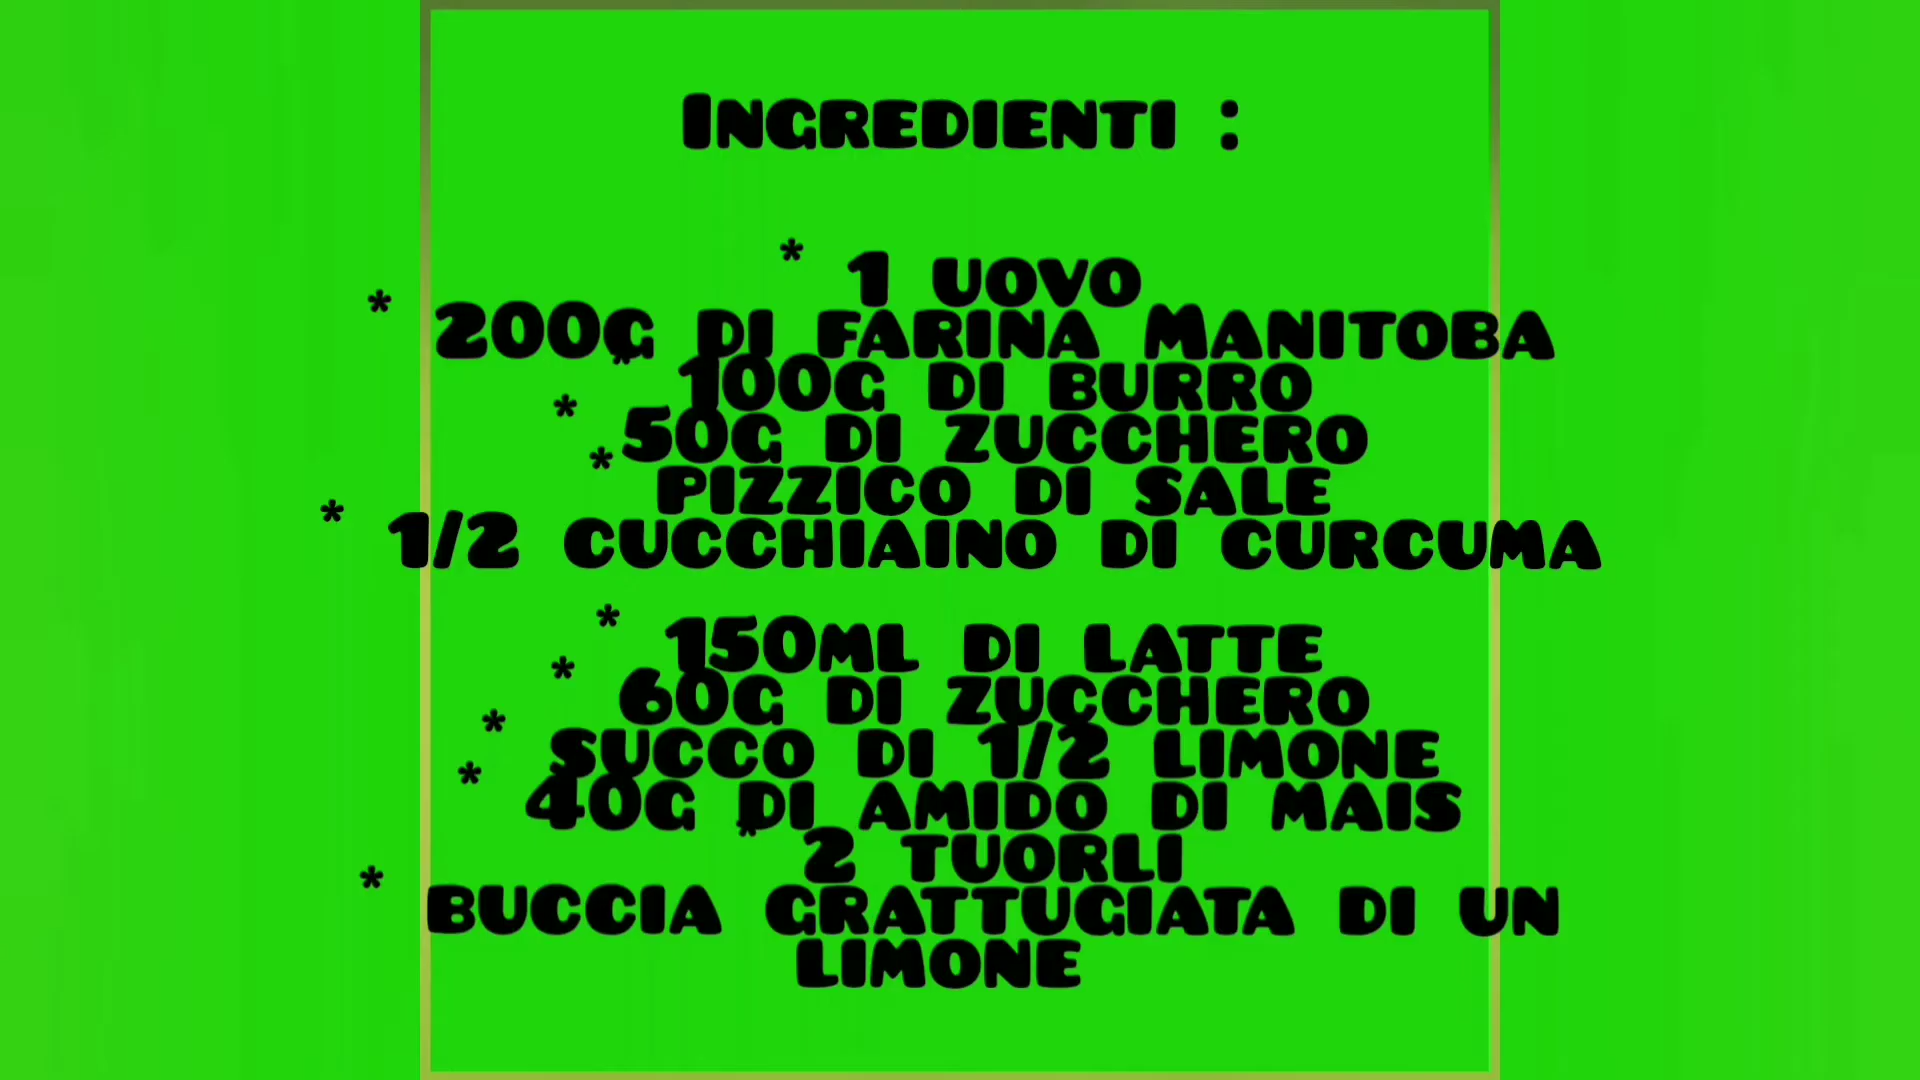 Ingredienti :
* 1 uovo
* 200g di farina Manitoba
* 100g di burro
* 50g di zucchero
* pizzico di sale
* 1/2 cucchiaino di curcuma
* 150ml di latte
* 60g di zucchero
* succo di 1/2 limone
* 40g di amido di mais
* 2 tuorli
* buccia grattugiata di un
limone